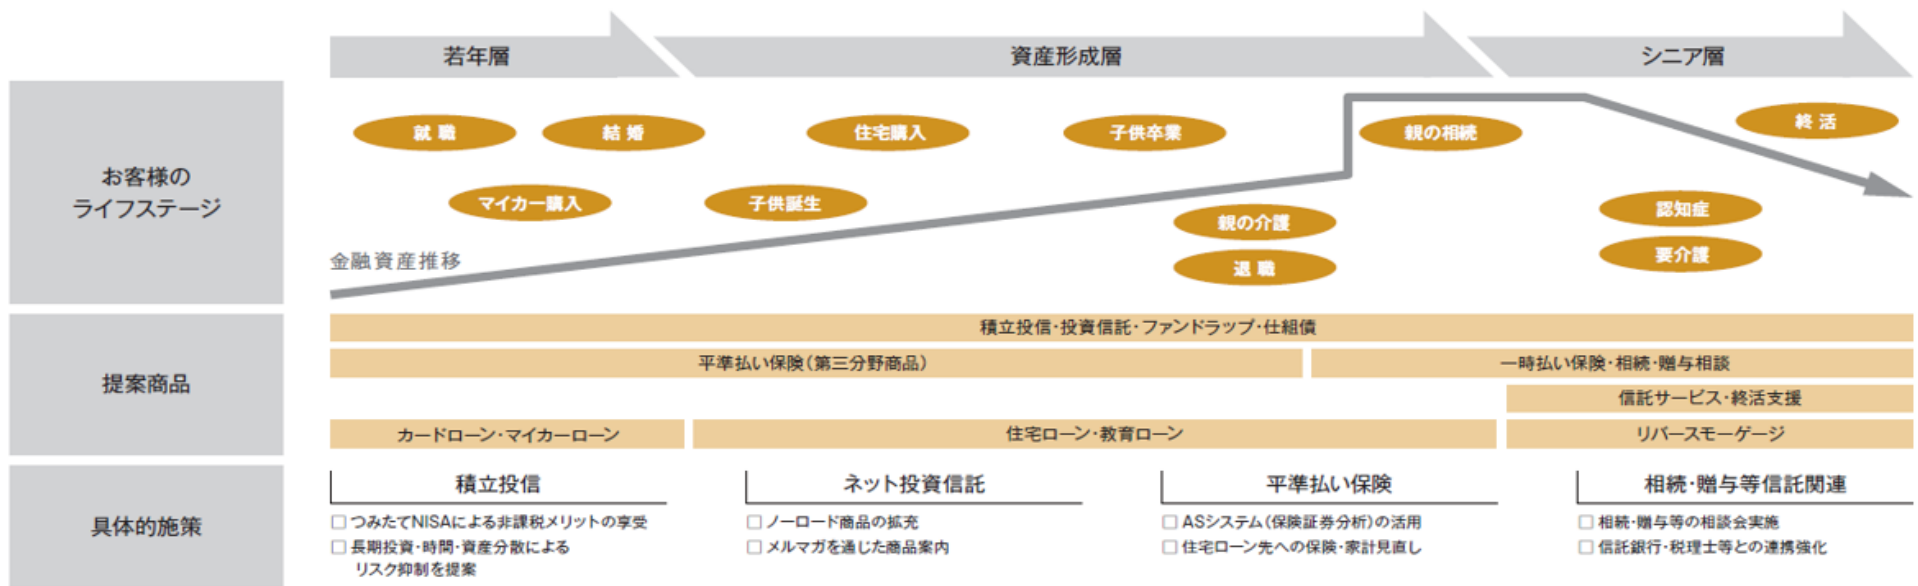 若年層
資産形成層
シニア層
お客様の
ライフステージ
就職
結婚
住宅購入
子供卒業
親の相続
終活
マイカー購入
子供誕生
親の介護
退職
認知症
要介護
金融資産推移
提案商品
積立投信・投資信託・ファンドラップ・仕組債
平準払い保険（第三分野商品）
一時払い保険・相続・贈与相談
信託サービス・終活支援
カードローン・マイカーローン
住宅ローン・教育ローン
リバースモーゲージ
具体的施策
積立投信
□ つみたてNISAによる非課税メリットの享受
□ 長期投資・時間・資産分散による
リスク抑制を提案
ネット投資信託
□ ノーロード商品の拡充
□ メルマガを通じた商品案内
平準払い保険
□ ASシステム（保険証券分析）の活用
□ 住宅ローン先への保険・家計見直し
相続・贈与等信託関連
□ 相続・贈与等の相談会実施
□ 信託銀行・税理士等との連携強化